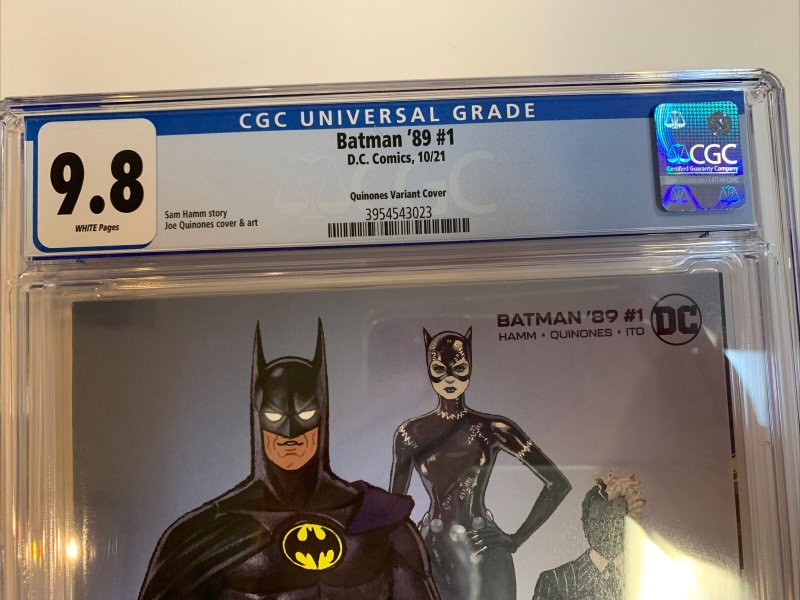 CGC UNIVERSAL GRADE
9.8
WHITE Pages
Batman '89 #1
D.C. Comics, 10/21
Quinones Variant Cover
3954543023
Sam Hamm story
Joe Quinones cover & art
CGC
Certified Guaranty Company
BATMAN '89 #1
HAMM • QUINONES • ITO
DC